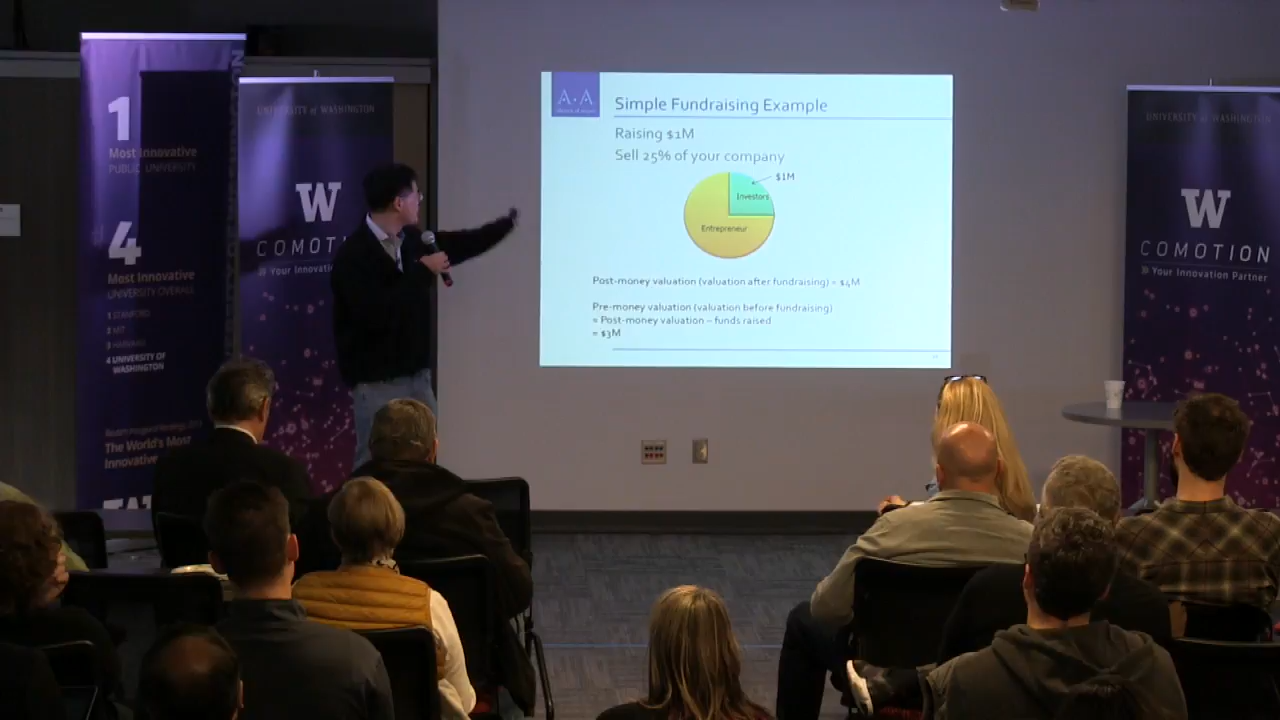 1
Most Innovative
PUBLIC UNIVERSITY
4
Most Innovative
UNIVERSITY OVERALL
1 STANFORD
2 MIT
3 HARVARD
4 UNIVERSITY OF
WASHINGTON
The World's Most
Innovative
UNIVERSITY of WASHINGTON
W
COMOTI
Your Innovatio
A·A
Simple Fundraising Example
Raising $1M
Sell 25% of your company
$1M
Investors
Entrepreneur
Post-money valuation (valuation after fundraising) = $4M
Pre-money valuation (valuation before fundraising)
= Post-money valuation – funds raised
= $3M
UNIVERSITY of WASHINGTON
W
COMOTION
Your Innovation Partner